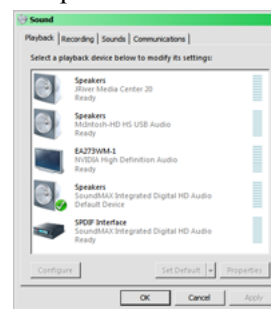 Sound
Playback Recording Sounds Communications
Select a playback device below to modify its settings:
Speakers
JRiver Media Center 20
Ready
Speakers
McIntosh-HD HS USB Audio
Ready
EA273WM-1
NVIDIA High Definition Audio
Ready
Speakers
SoundMAX Integrated Digital HD Audio
Default Device
SPDIF Interface
SoundMAX Integrated Digital HD Audio
Ready
Configure Set Default Properties
OK Cancel Apply